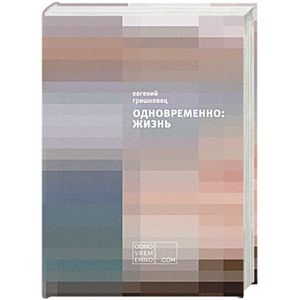 евгений
гришковец
ОДНОВРЕМЕННО:
ЖИЗНЬ
ODNO
VREM
ENNO
.COM